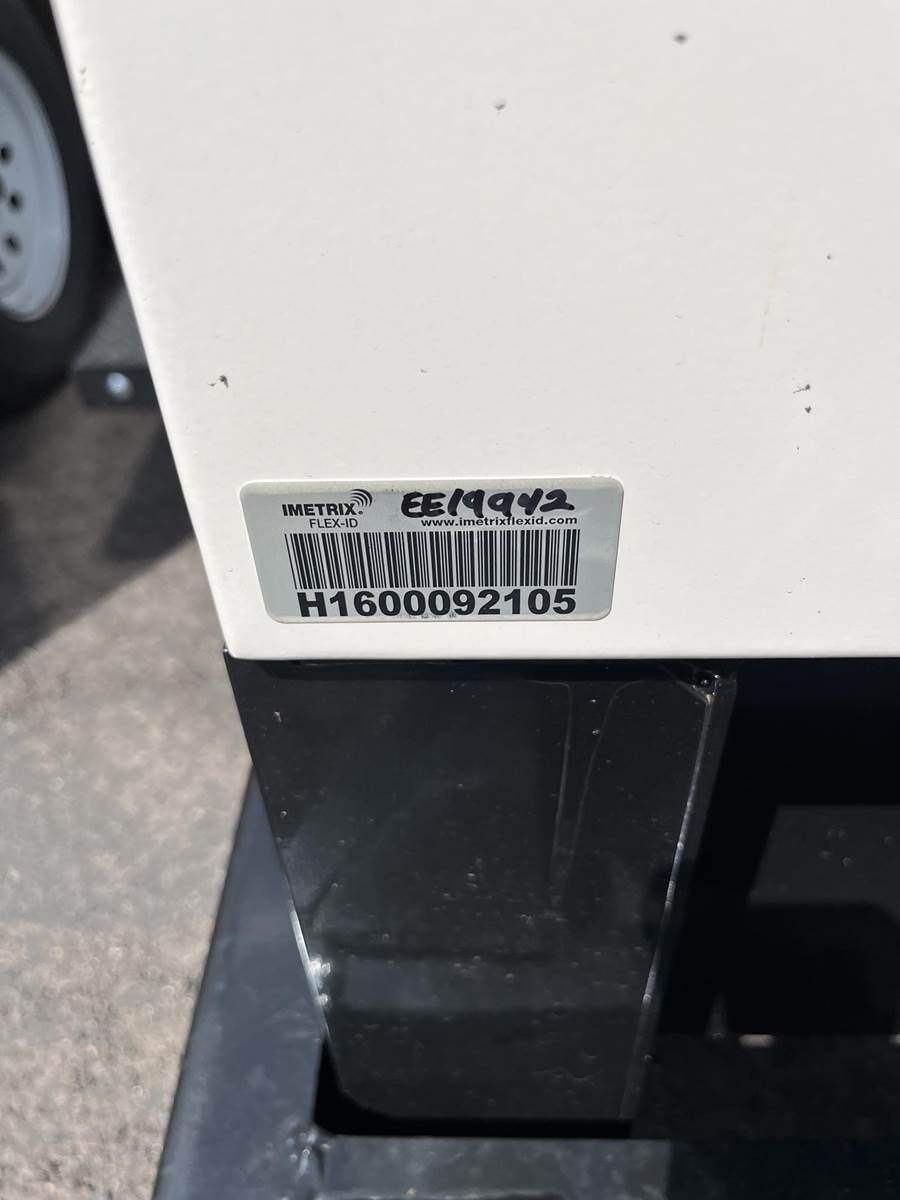 IMETRIX. EE19942
FLEX-ID www.imetrixflexid.com
H1600092105